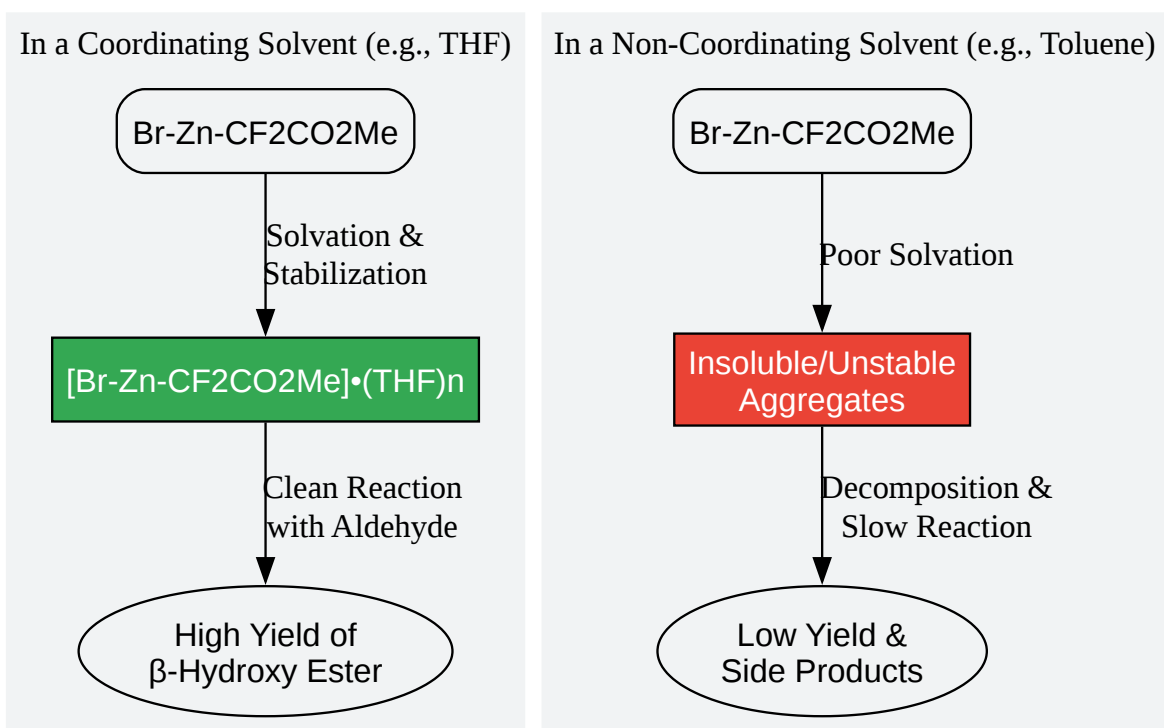 In a Coordinating Solvent (e.g., THF)
Br-Zn-CF2CO2Me
Solvation &
Stabilization
[Br-Zn-CF2CO2Me]•(THF)n
Clean Reaction
with Aldehyde
High Yield of
β-Hydroxy Ester
In a Non-Coordinating Solvent (e.g., Toluene)
Br-Zn-CF2CO2Me
Poor Solvation
Insoluble/Unstable
Aggregates
Decomposition &
Slow Reaction
Low Yield &
Side Products